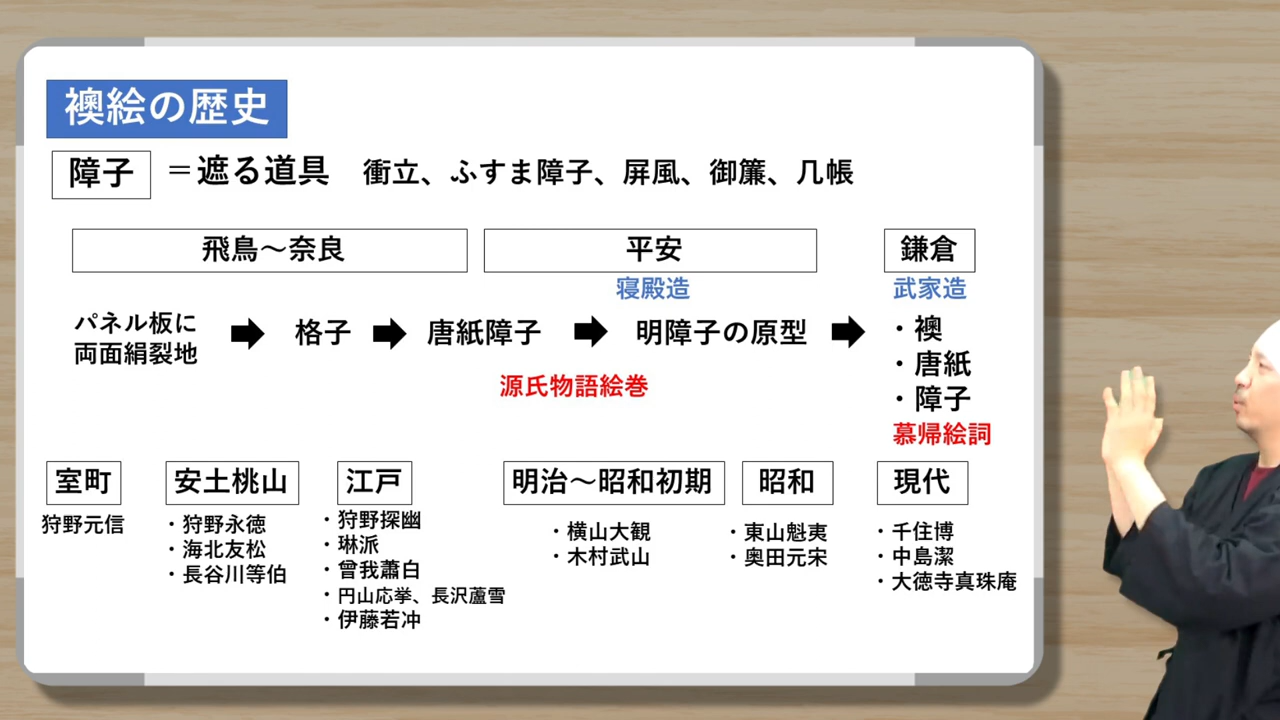 襖絵の歴史
障子 ＝遮る道具 衝立、ふすま障子、屏風、御簾、几帳
飛鳥～奈良 平安 鎌倉
寝殿造 武家造
パネル板に
両面絹裂地
格子
唐紙障子
明障子の原型
・襖
・唐紙
・障子
源氏物語絵巻
慕帰絵詞
室町
狩野元信
安土桃山
・狩野永徳
・海北友松
・長谷川等伯
江戸
・狩野探幽
・琳派
・曾我蕭白
・円山応挙、長沢蘆雪
・伊藤若冲
明治～昭和初期
・横山大観
・木村武山
昭和
・東山魁夷
・奥田元宋
現代
・千住博
・中島潔
・大徳寺真珠庵